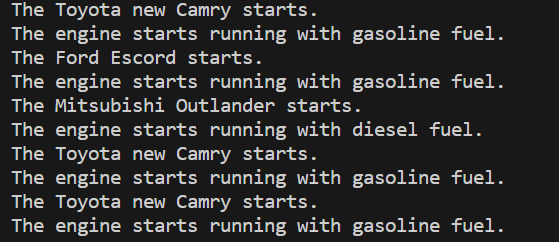 The Toyota new Camry starts.
The engine starts running with gasoline fuel.
The Ford Escord starts.
The engine starts running with gasoline fuel.
The Mitsubishi Outlander starts.
The engine starts running with diesel fuel.
The Toyota new Camry starts.
The engine starts running with gasoline fuel.
The Toyota new Camry starts.
The engine starts running with gasoline fuel.